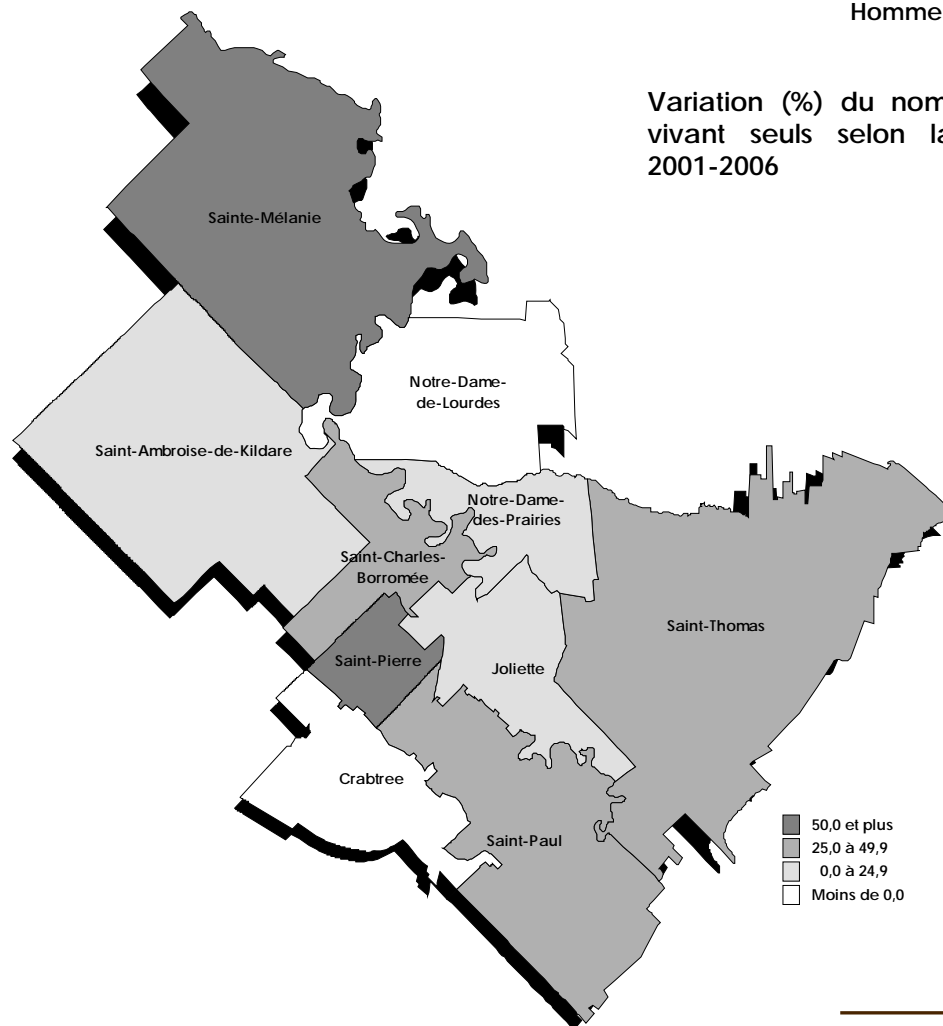 Homme
Variation (%) du nom
vivant seuls selon la
2001-2006
Sainte-Mélanie
Notre-Dame-
de-Lourdes
Saint-Ambroise-de-Kildare
Notre-Dame-
des-Prairies
Saint-Charles-
Borromée
Saint-Thomas
Saint-Pierre
Joliette
Crabtree
Saint-Paul
50,0 et plus
25,0 à 49,9
0,0 à 24,9
Moins de 0,0